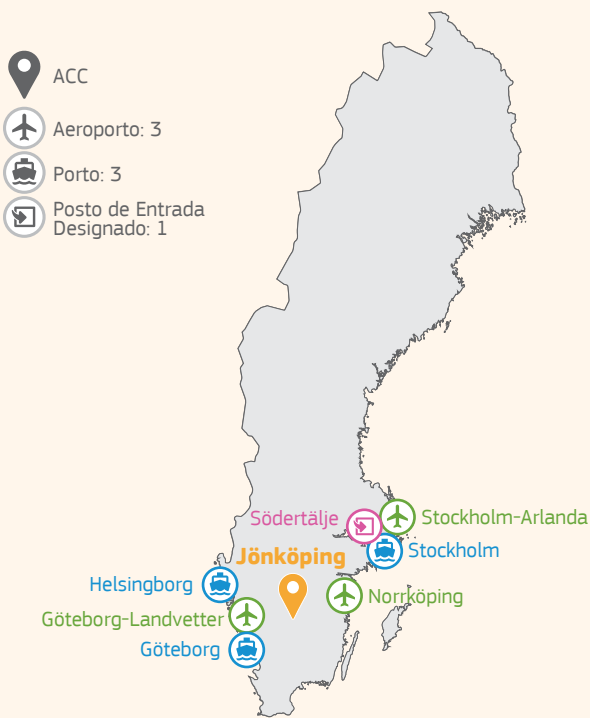 ACC
Aeroporto: 3
Porto: 3
Posto de Entrada
Designado: 1
Södertälje
Stockholm-Arlanda
Jönköping
Stockholm
Helsingborg
Norrköping
Göteborg-Landvetter
Göteborg